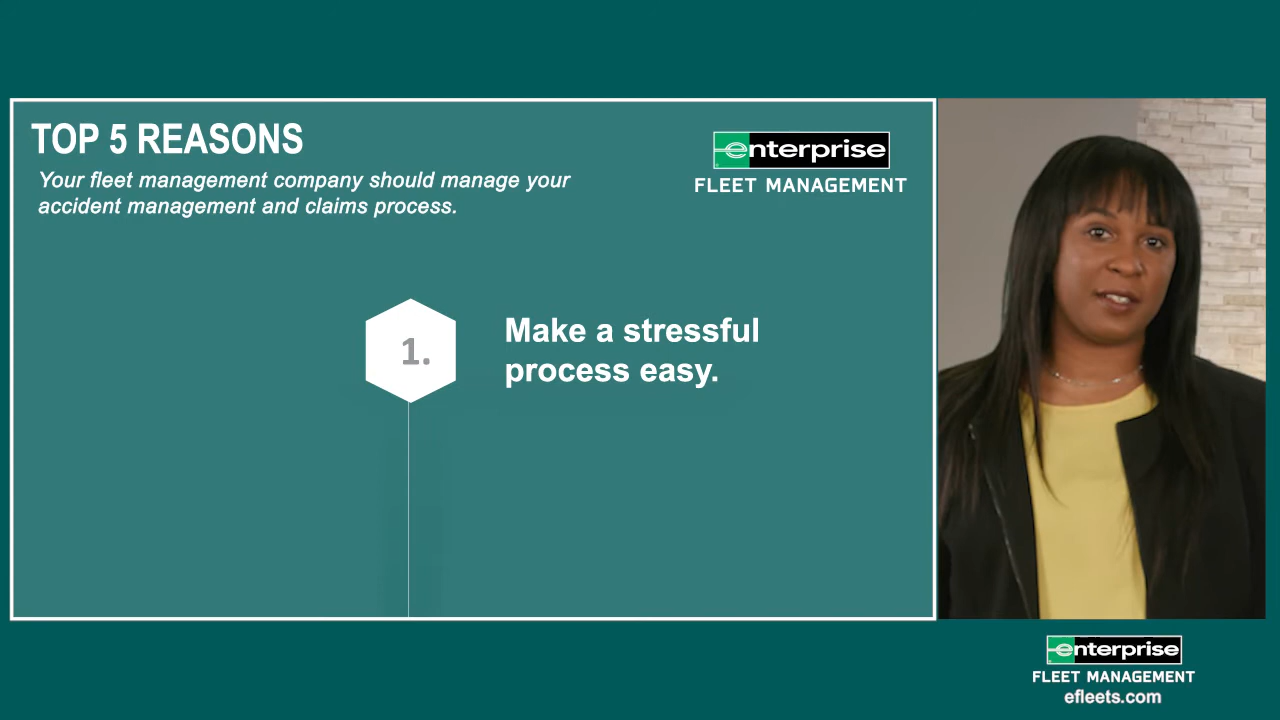 TOP 5 REASONS
Your fleet management company should manage your
accident management and claims process.
enterprise
FLEET MANAGEMENT
1.
Make a stressful
process easy.
enterprise
FLEET MANAGEMENT
efleets.com